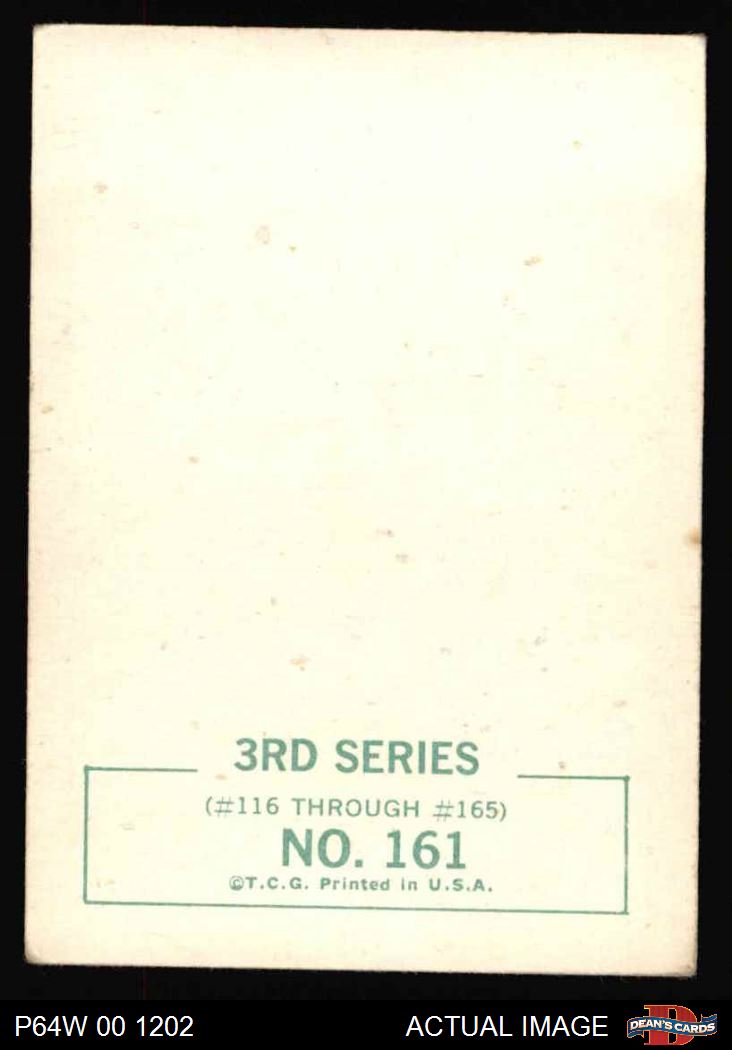 3RD SERIES
(#116 THROUGH #165)
NO. 161
©T.C.G. Printed in U.S.A.
P64W 00 1202
ACTUAL IMAGE
D
DEAN'S CARDS